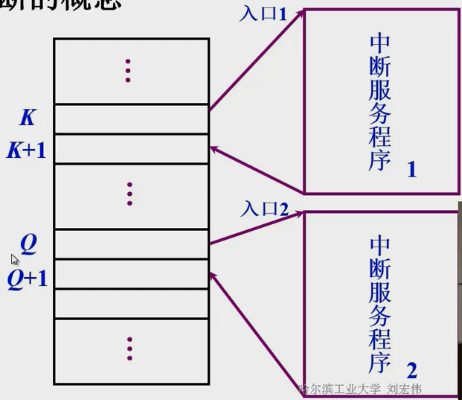 断的概念
入口1
K
K+1
中断服务程序 1
入口2
Q
Q+1
中断服务程序 2
哈尔滨工业大学 刘宏伟